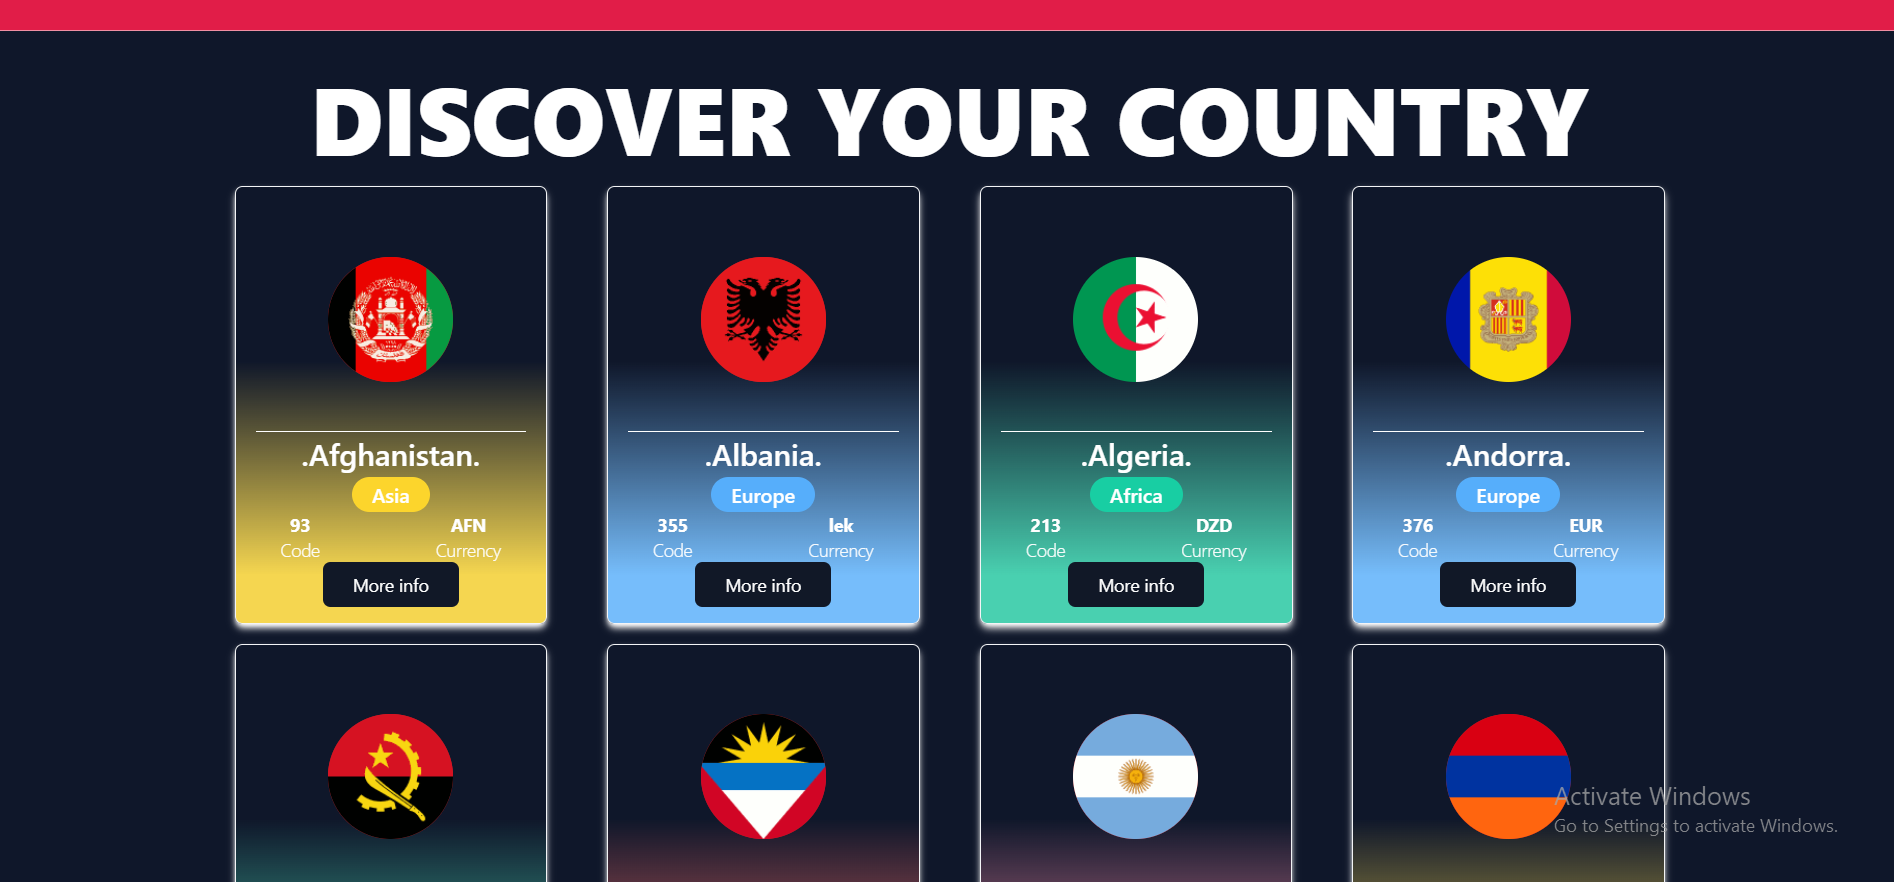 DISCOVER YOUR COUNTRY
.Afghanistan.
Asia
93 AFN
Code Currency
More info
.Albania.
Europe
355 lek
Code Currency
More info
.Algeria.
Africa
213 DZD
Code Currency
More info
.Andorra.
Europe
376 EUR
Code Currency
More info
Activate Windows
Go to Settings to activate Windows.